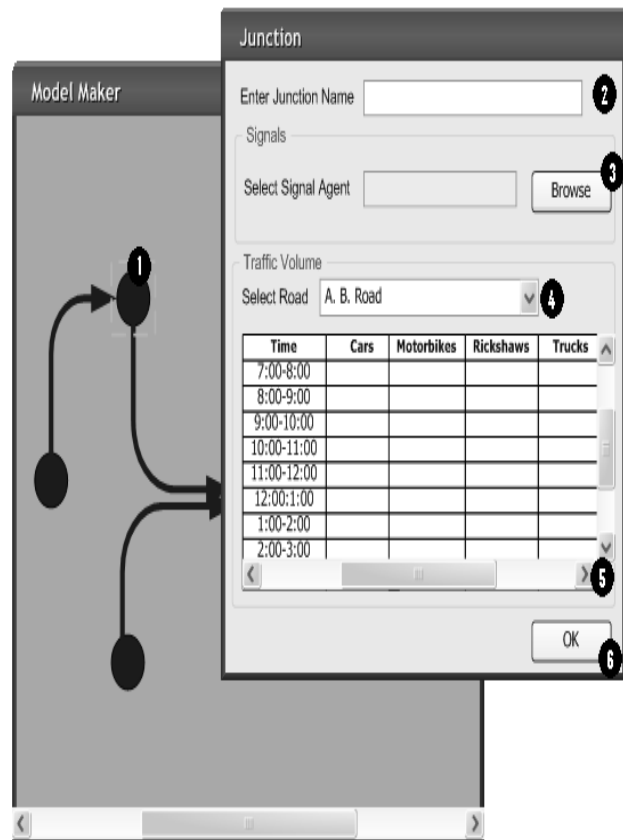 Junction
Model Maker
Enter Junction Name 2
Signals
3
Select Signal Agent Browse
1
Traffic Volume
Select Road A. B. Road 4
Time Cars Motorbikes Rickshaws Trucks
7:00-8:00
8:00-9:00
9:00-10:00
10:00-11:00
11:00-12:00
12:00:1:00
1:00-2:00
2:00-3:00
5
OK
6